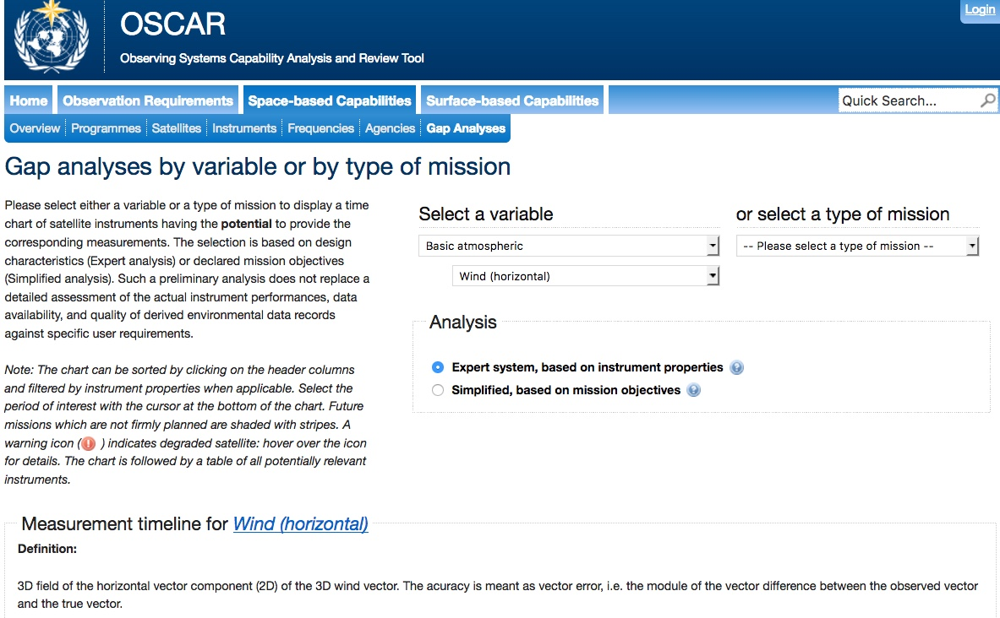 Login
OSCAR
Observing Systems Capability Analysis and Review Tool
Home Observation Requirements Space-based Capabilities Surface-based Capabilities Quick Search...
Overview Programmes Satellites Instruments Frequencies Agencies Gap Analyses
Gap analyses by variable or by type of mission
Please select either a variable or a type of mission to display a time
chart of satellite instruments having the potential to provide the
corresponding measurements. The selection is based on design
characteristics (Expert analysis) or declared mission objectives
(Simplified analysis). Such a preliminary analysis does not replace a
detailed assessment of the actual instrument performances, data
availability, and quality of derived environmental data records
against specific user requirements.
Note: The chart can be sorted by clicking on the header columns
and filtered by instrument properties when applicable. Select the
period of interest with the cursor at the bottom of the chart. Future
missions which are not firmly planned are shaded with stripes. A
warning icon ( ! ) indicates degraded satellite: hover over the icon
for details. The chart is followed by a table of all potentially relevant
instruments.
Select a variable
Basic atmospheric
Wind (horizontal)
or select a type of mission
-- Please select a type of mission --
Analysis
Expert system, based on instrument properties ?
Simplified, based on mission objectives ?
Measurement timeline for Wind (horizontal)
Definition:
3D field of the horizontal vector component (2D) of the 3D wind vector. The acuracy is meant as vector error, i.e. the module of the vector difference between the observed vector
and the true vector.